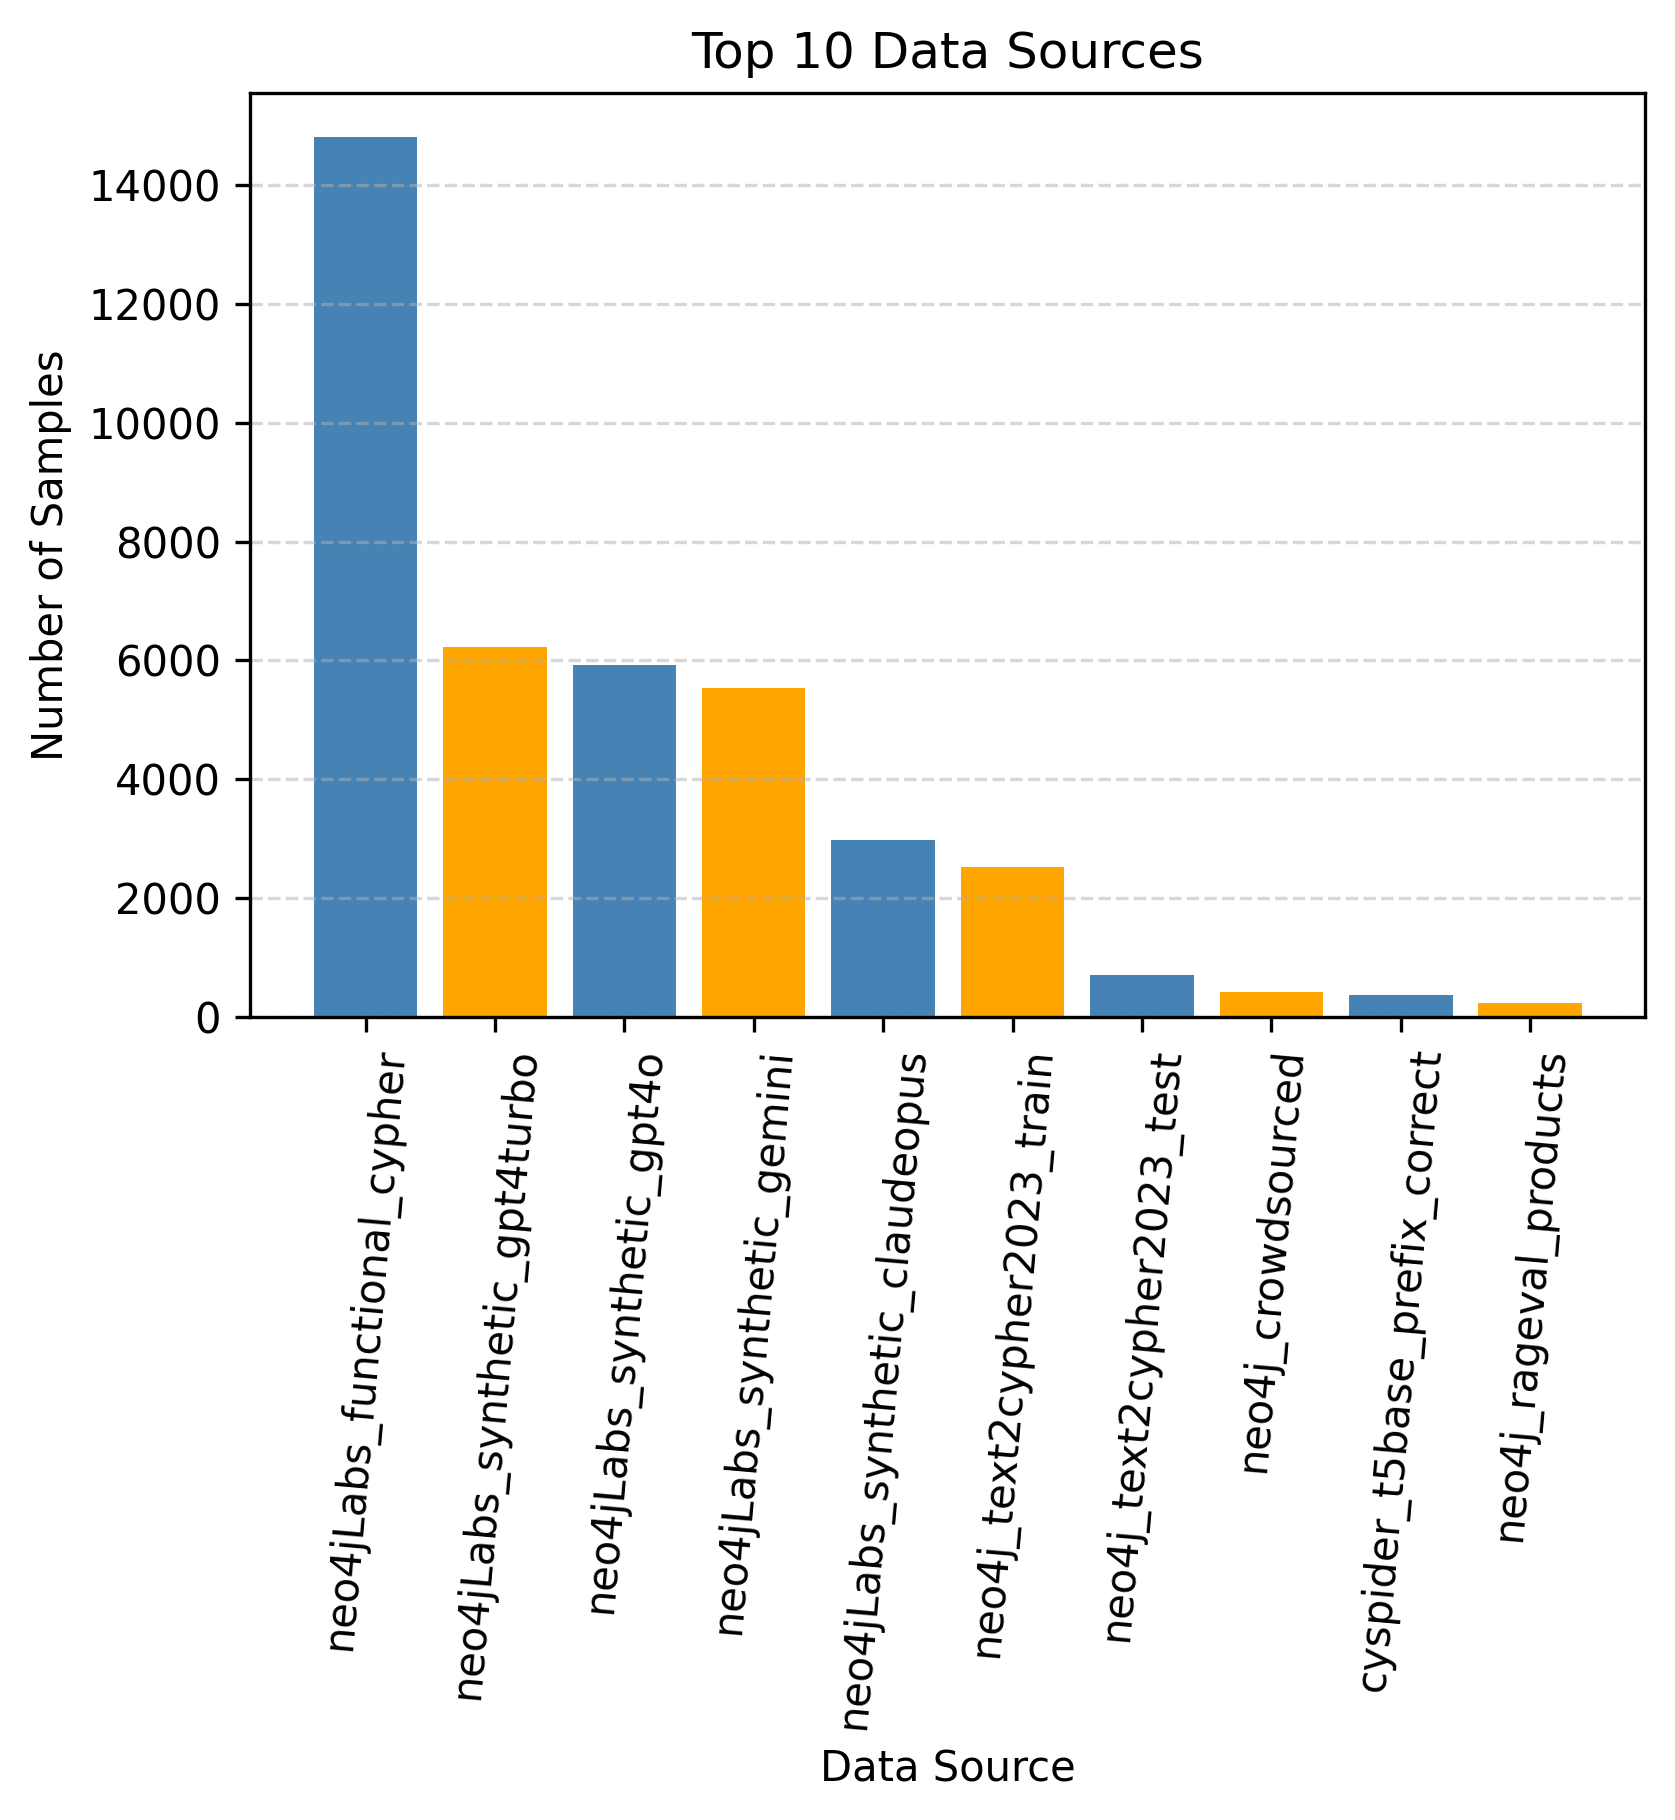 Top 10 Data Sources
Number of Samples
14000
12000
10000
8000
6000
4000
2000
0
neo4jLabs_functional_cypher
neo4jLabs_synthetic_gpt4turbo
neo4jLabs_synthetic_gpt4o
neo4jLabs_synthetic_gemini
neo4jLabs_synthetic_claudeopus
neo4j_text2cypher2023_train
neo4j_text2cypher2023_test
neo4j_crowdsourced
cyspider_t5base_prefix_correct
neo4j_rageval_products
Data Source